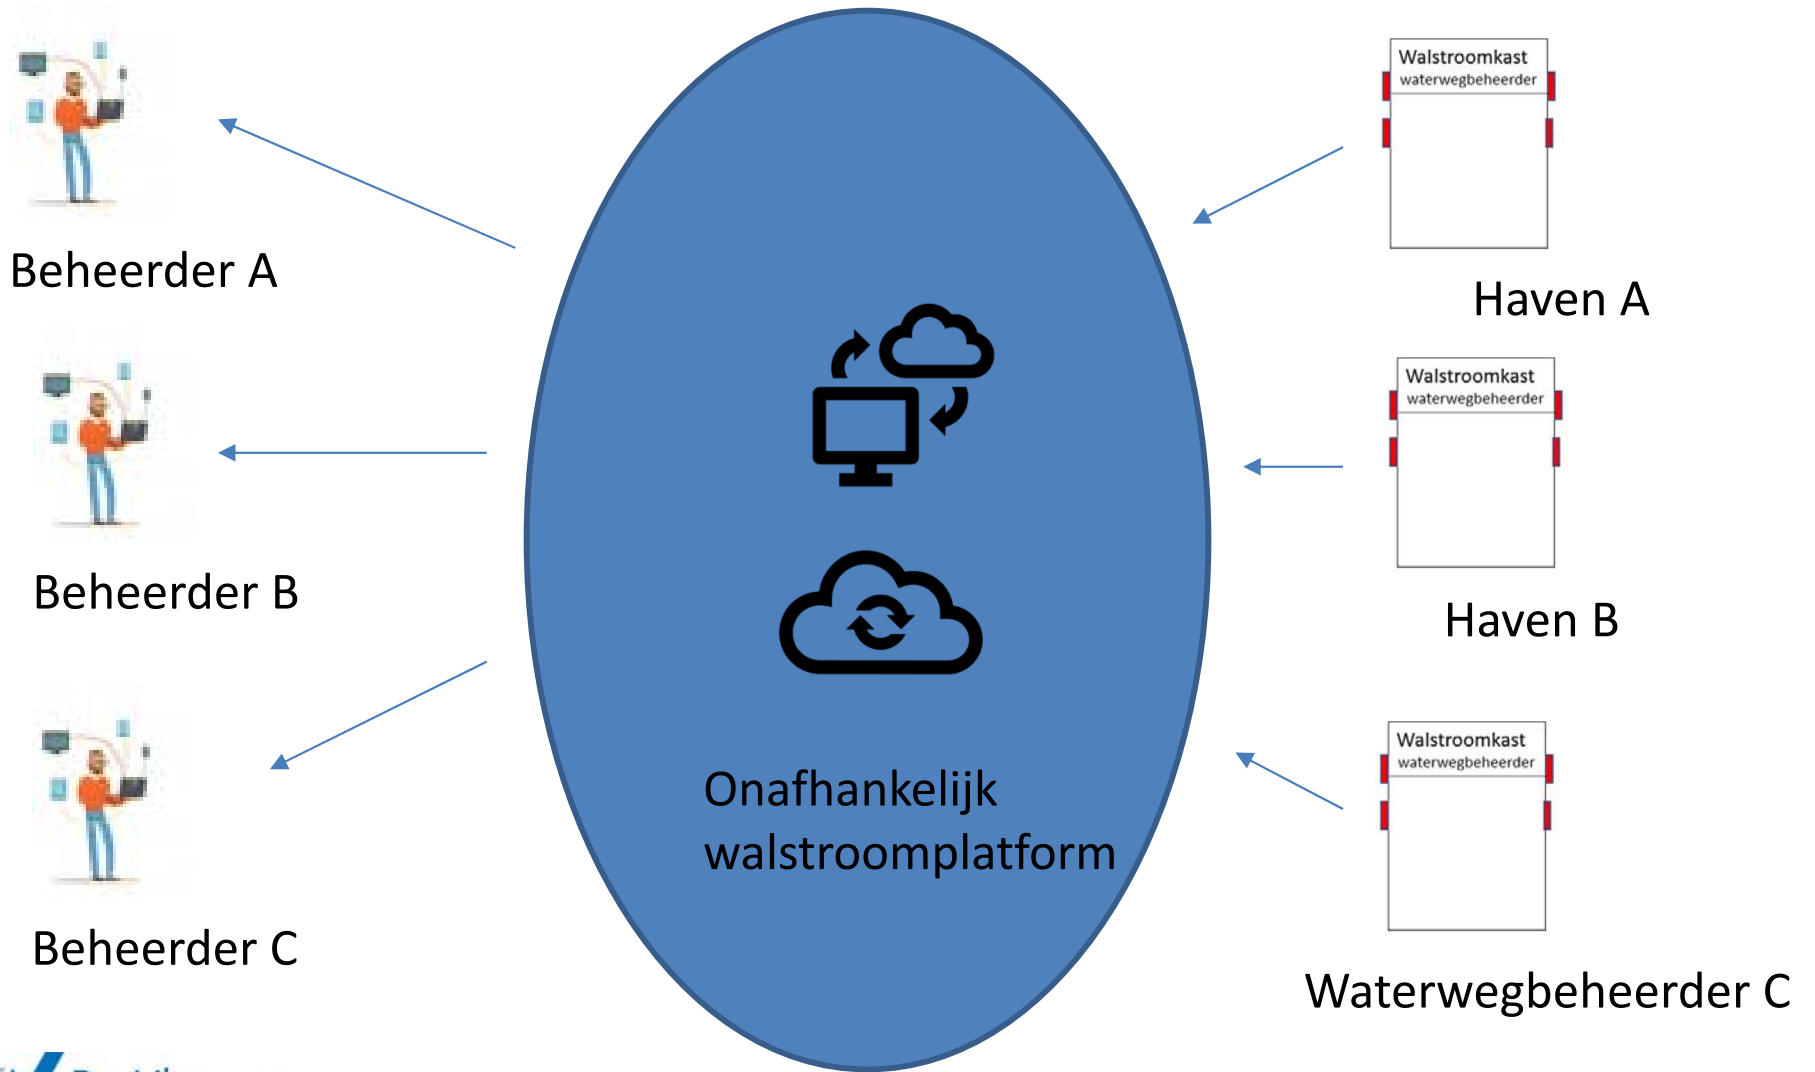 Beheerder A
Beheerder B
Beheerder C
Onafhankelijk
walstroomplatform
Walstroomkast
waterwegbeheerder
Haven A
Walstroomkast
waterwegbeheerder
Haven B
Walstroomkast
waterwegbeheerder
Waterwegbeheerder C